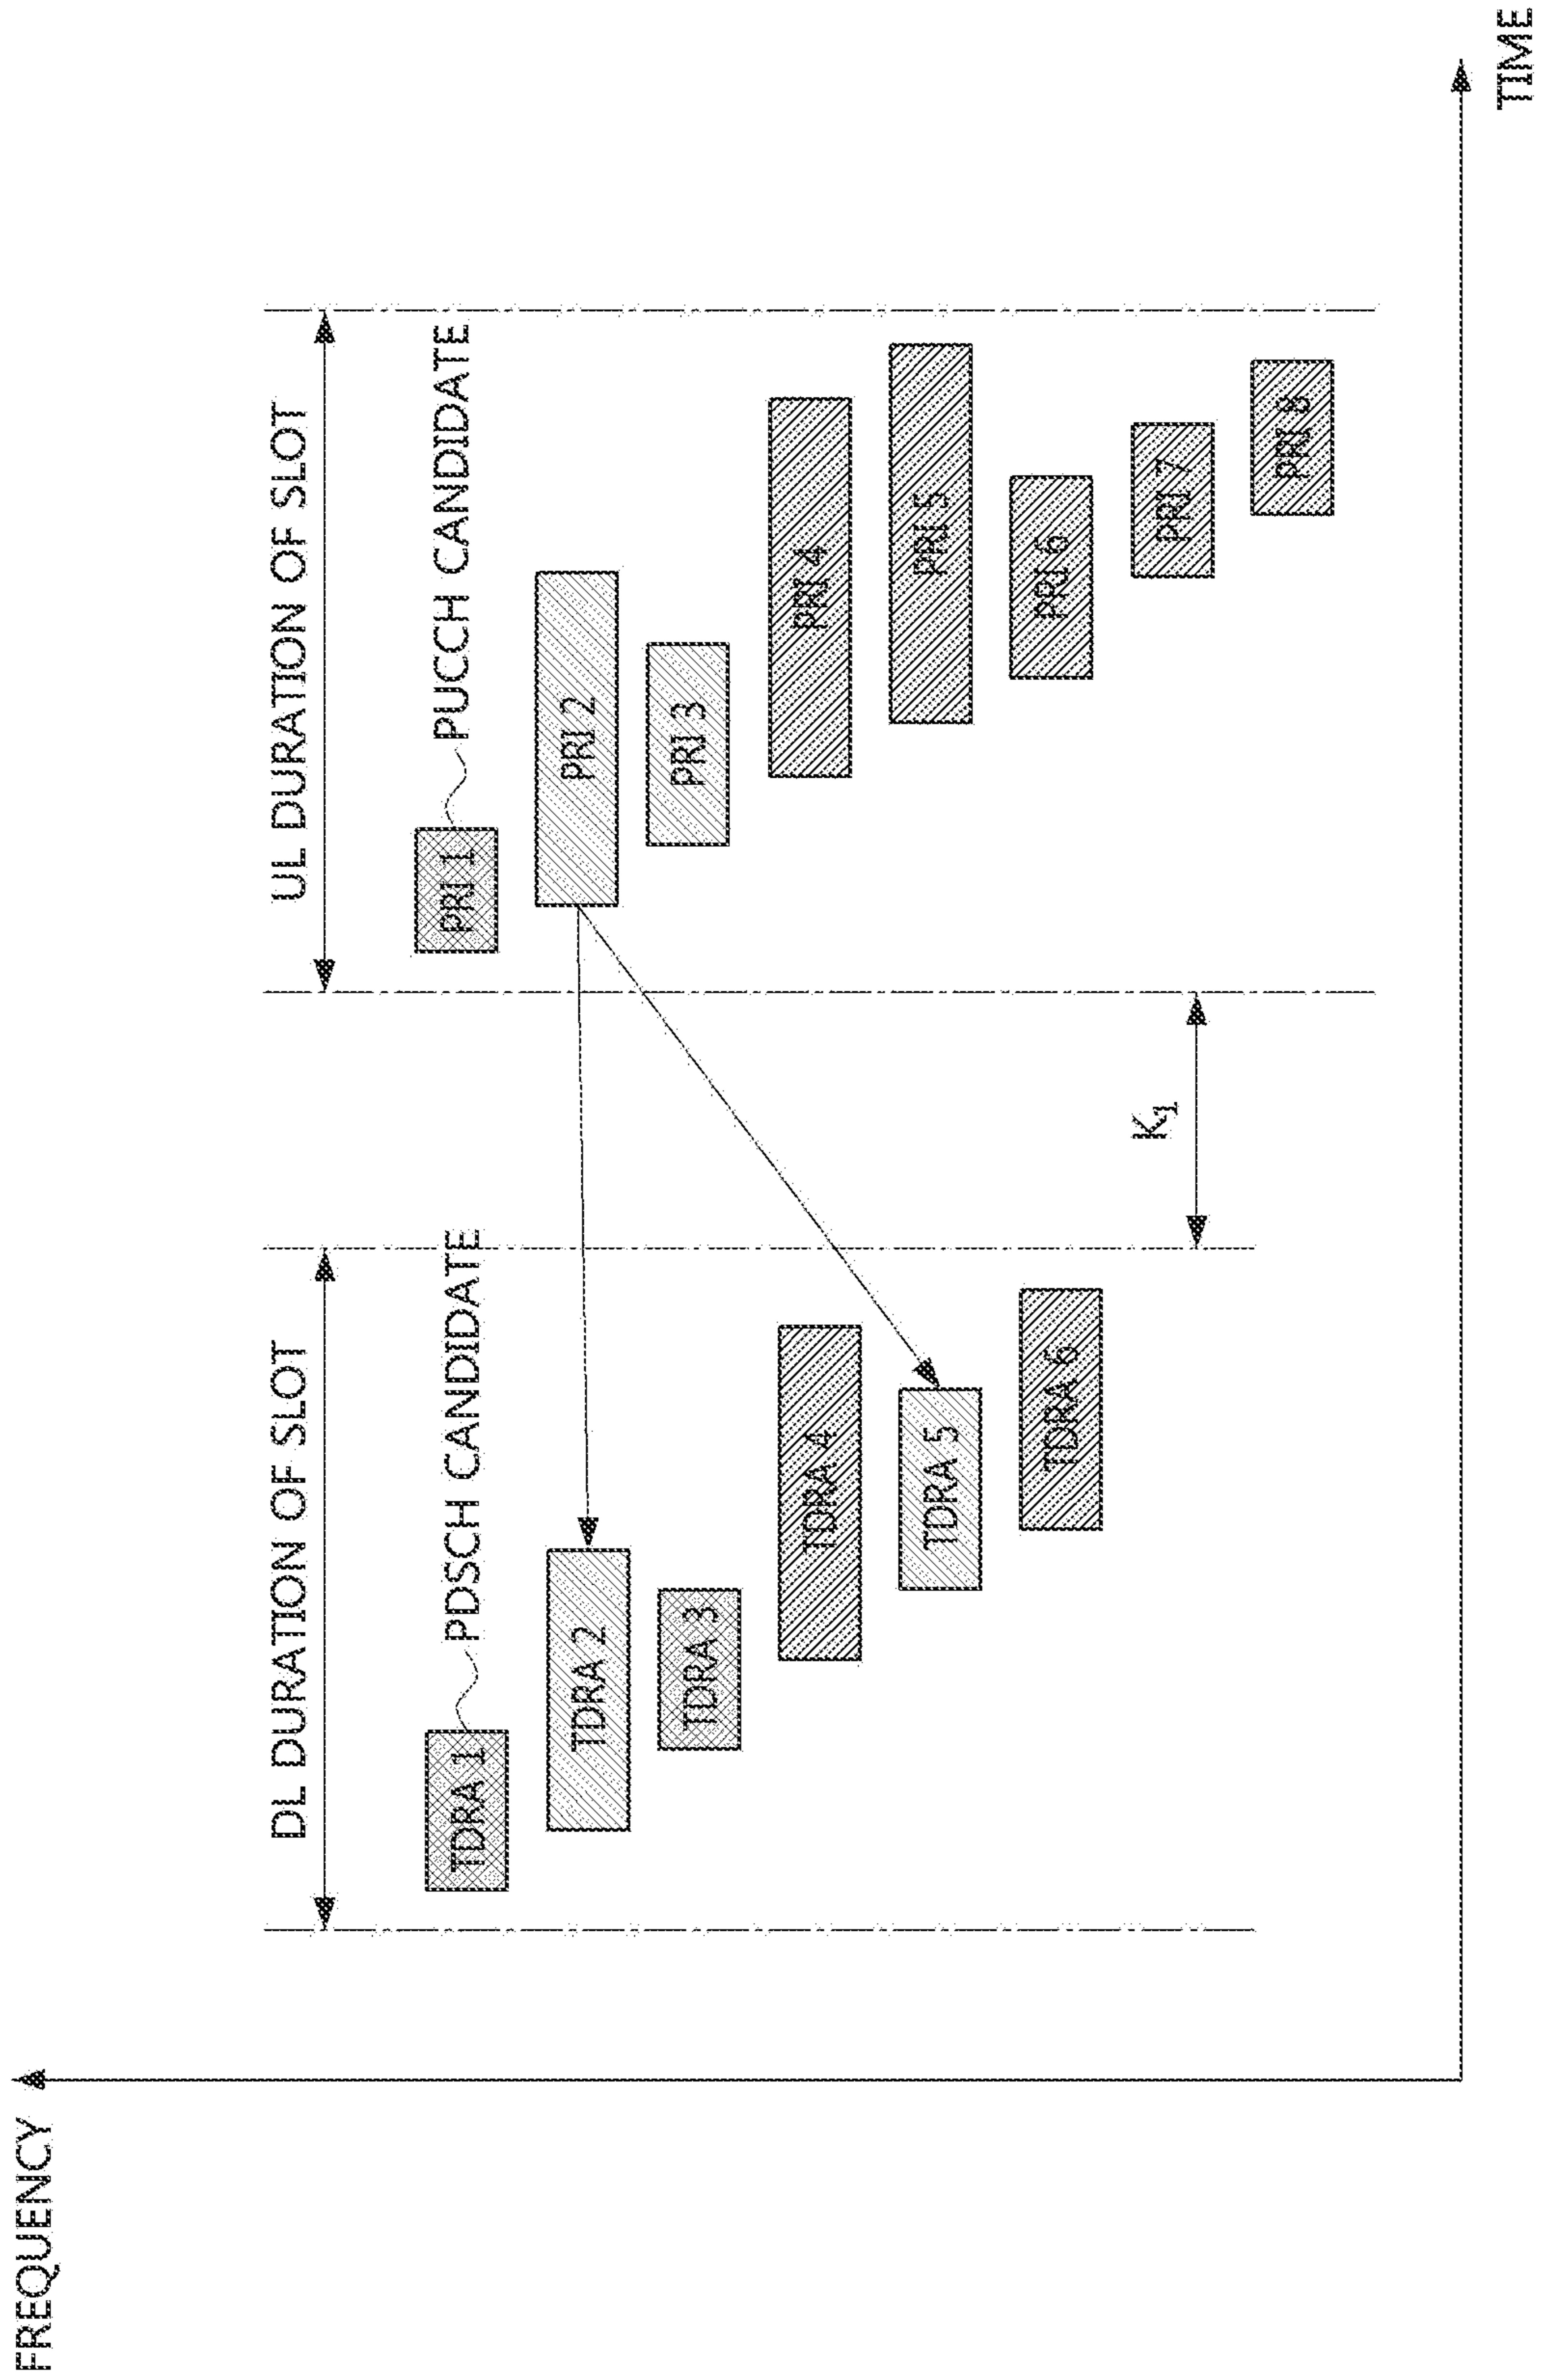 FREQUENCY
DL DURATION OF SLOT
UL DURATION OF SLOT
PDSCH CANDIDATE
PUCCH CANDIDATE
TDRA 1
TDRA 2
TDRA 3
TDRA 4
TDRA 5
TDRA 6
PRI 1
PRI 2
PRI 3
PRI 4
PRI 5
PRI 6
PRI 7
PRI 8
K₁
TIME